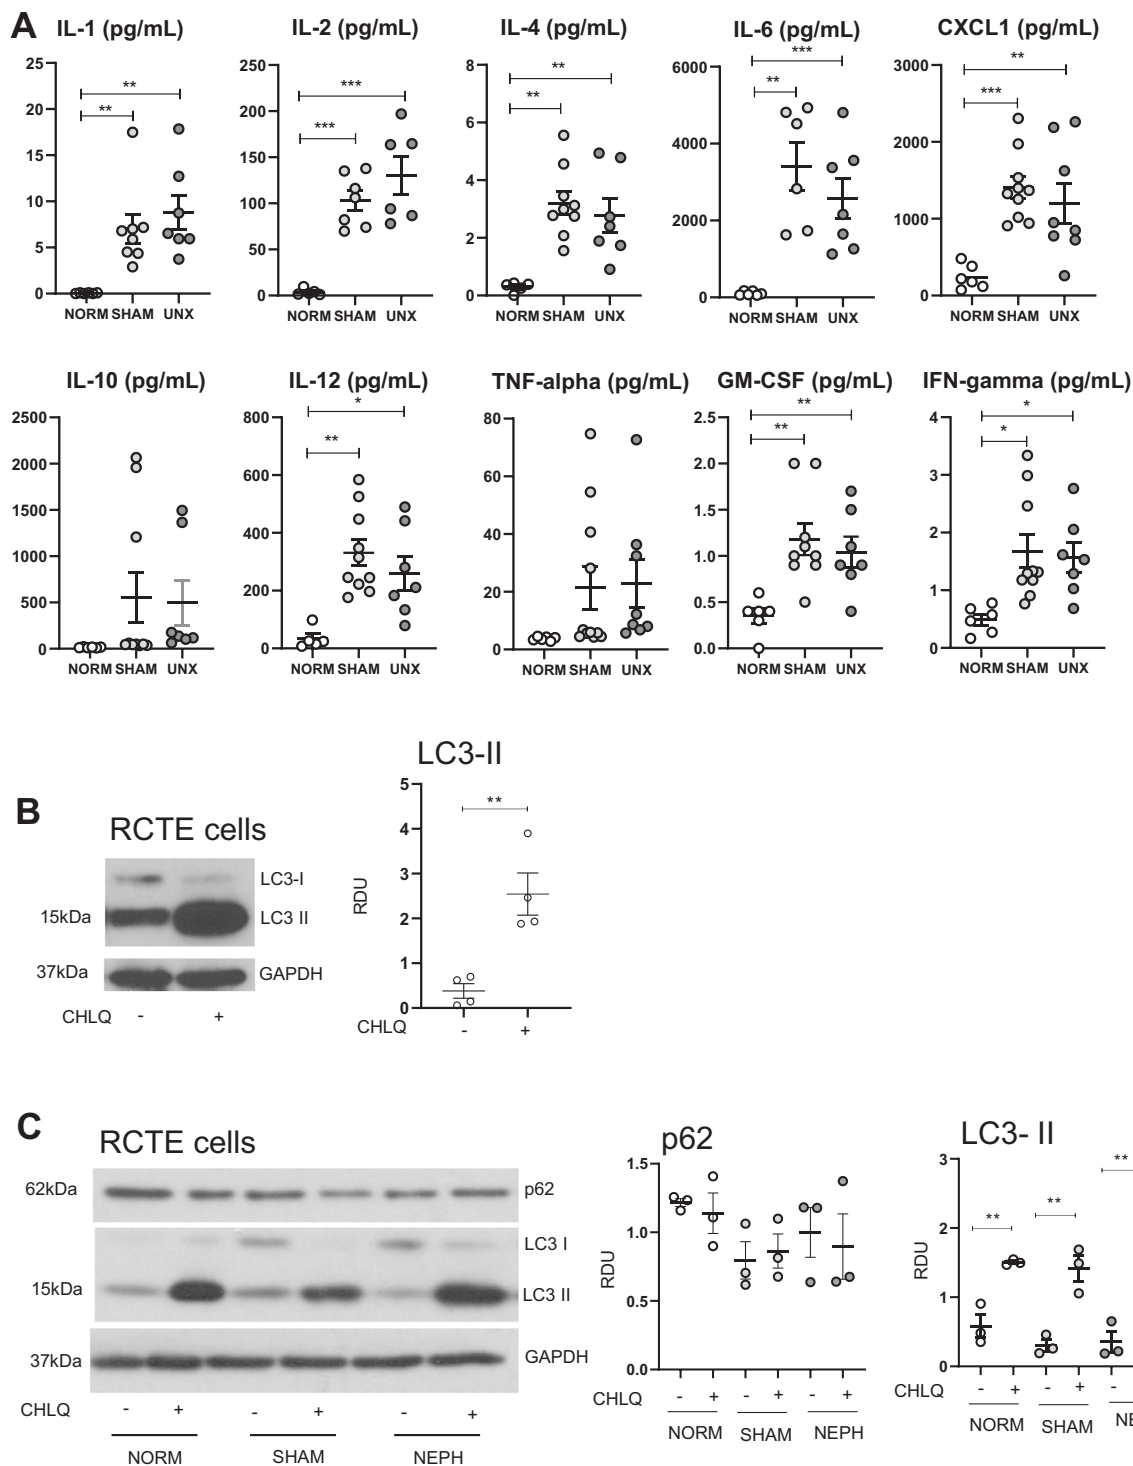 A
IL-1 (pg/mL)
IL-2 (pg/mL)
IL-4 (pg/mL)
IL-6 (pg/mL)
CXCL1 (pg/mL)
25
20
15
10
5
0
**
**
NORM SHAM UNX
250
200
150
100
50
0
***
***
NORM SHAM UNX
8
6
4
2
0
**
**
NORM SHAM UNX
6000
4000
2000
0
***
**
NORM SHAM UNX
3000
2000
1000
0
**
***
NORM SHAM UNX
IL-10 (pg/mL)
IL-12 (pg/mL)
TNF-alpha (pg/mL)
GM-CSF (pg/mL)
IFN-gamma (pg/mL)
2500
2000
1500
1000
500
0
NORM SHAM UNX
800
600
400
200
0
*
**
NORM SHAM UNX
80
60
40
20
0
NORM SHAM UNX
2.5
2.0
1.5
1.0
0.5
0.0
**
**
NORM SHAM UNX
4
3
2
1
0
*
*
NORM SHAM UNX
B
RCTE cells
LC3-I
15kDa
LC3 II
37kDa
GAPDH
CHLQ - +
LC3-II
5
4
3
2
1
0
RDU
**
CHLQ - +
C
RCTE cells
62kDa
p62
LC3 I
15kDa
LC3 II
37kDa
GAPDH
CHLQ - + - + - +
NORM SHAM NEPH
p62
1.5
1.0
0.5
0.0
RDU
CHLQ - + - + - +
NORM SHAM NEPH
LC3- II
3
2
1
0
RDU
**
**
**
CHLQ - + - + -
NORM SHAM NE